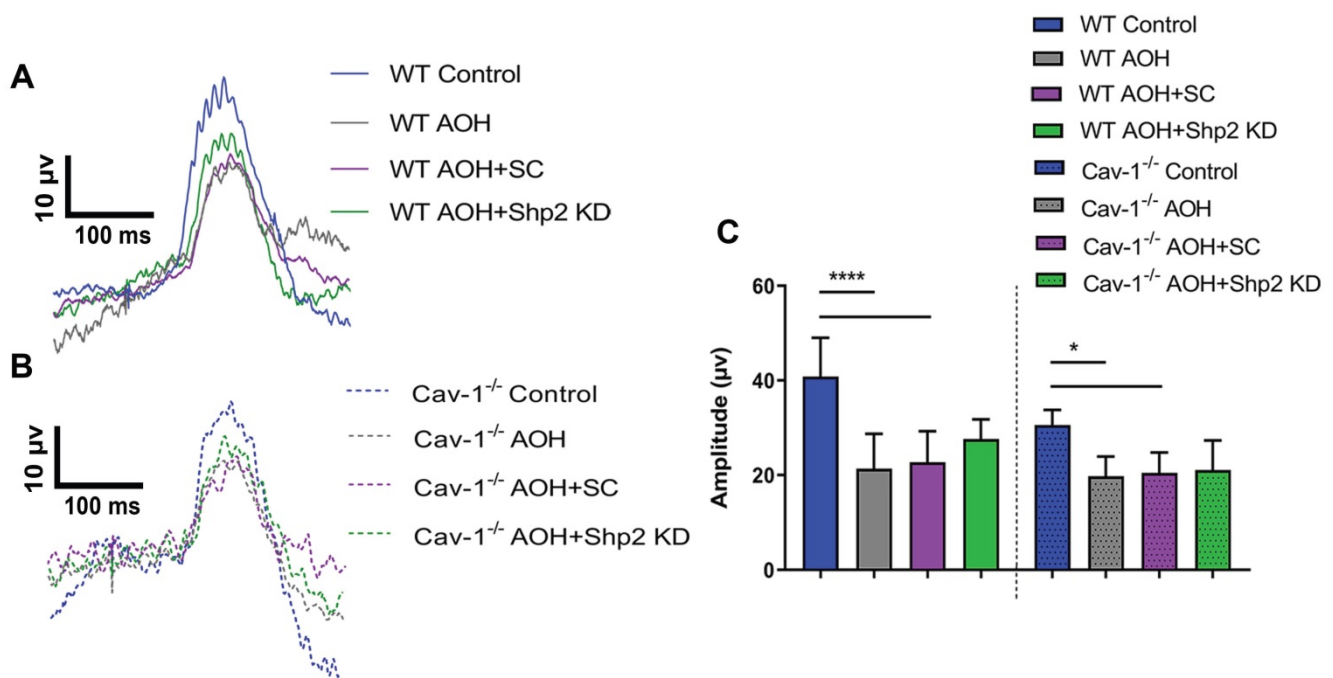 A
WT Control
WT AOH
WT AOH+SC
WT AOH+Shp2 KD
10 µv
100 ms
B
Cav-1-/- Control
Cav-1-/- AOH
Cav-1-/- AOH+SC
Cav-1-/- AOH+Shp2 KD
10 µv
100 ms
WT Control
WT AOH
WT AOH+SC
WT AOH+Shp2 KD
Cav-1-/- Control
Cav-1-/- AOH
Cav-1-/- AOH+SC
Cav-1-/- AOH+Shp2 KD
C
Amplitude (µv)
60
40
20
0
****
*